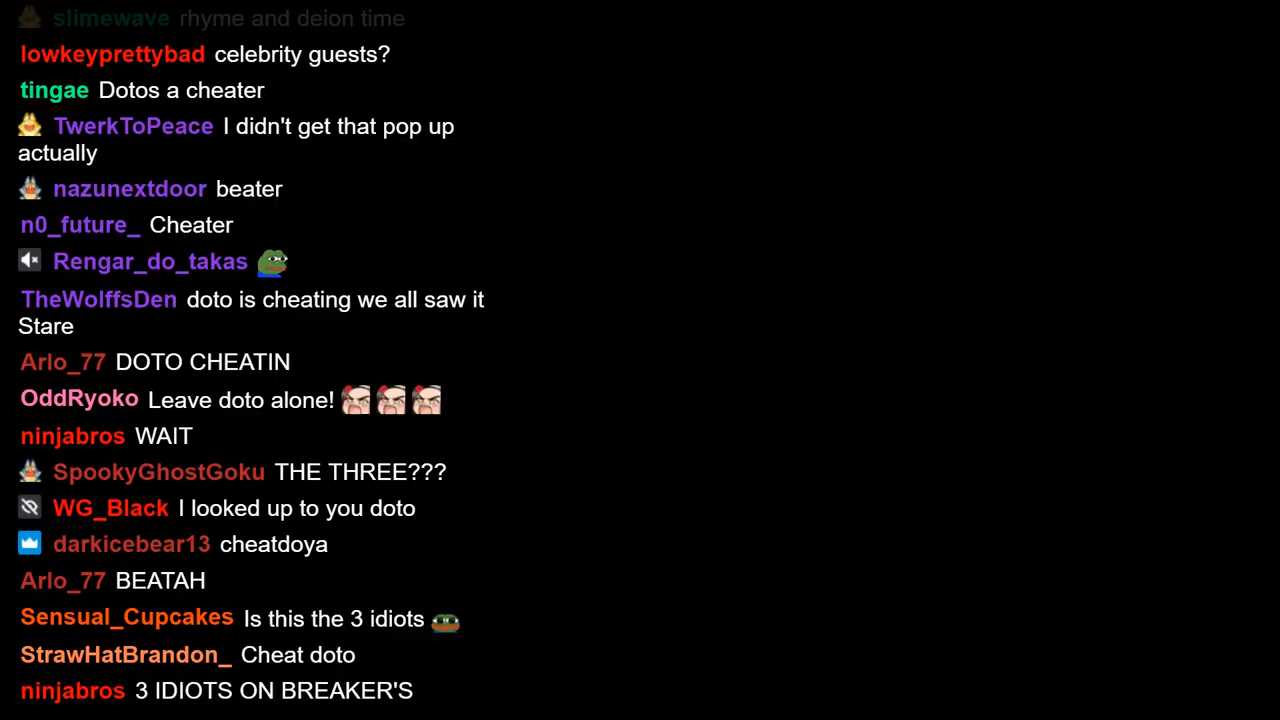 slimewave rhyme and deion time
lowkeyprettybad celebrity guests?
tingae Dotos a cheater
TwerkToPeace I didn't get that pop up
actually
nazunextdoor beater
n0_future_ Cheater
Rengar_do_takas
TheWolffsDen doto is cheating we all saw it
Stare
Arlo_77 DOTO CHEATIN
OddRyoko Leave doto alone!
ninjabros WAIT
SpookyGhostGoku THE THREE???
WG_Black I looked up to you doto
darkicebear13 cheatdoya
Arlo_77 BEATAH
Sensual_Cupcakes Is this the 3 idiots
StrawHatBrandon_ Cheat doto
ninjabros 3 IDIOTS ON BREAKER'S